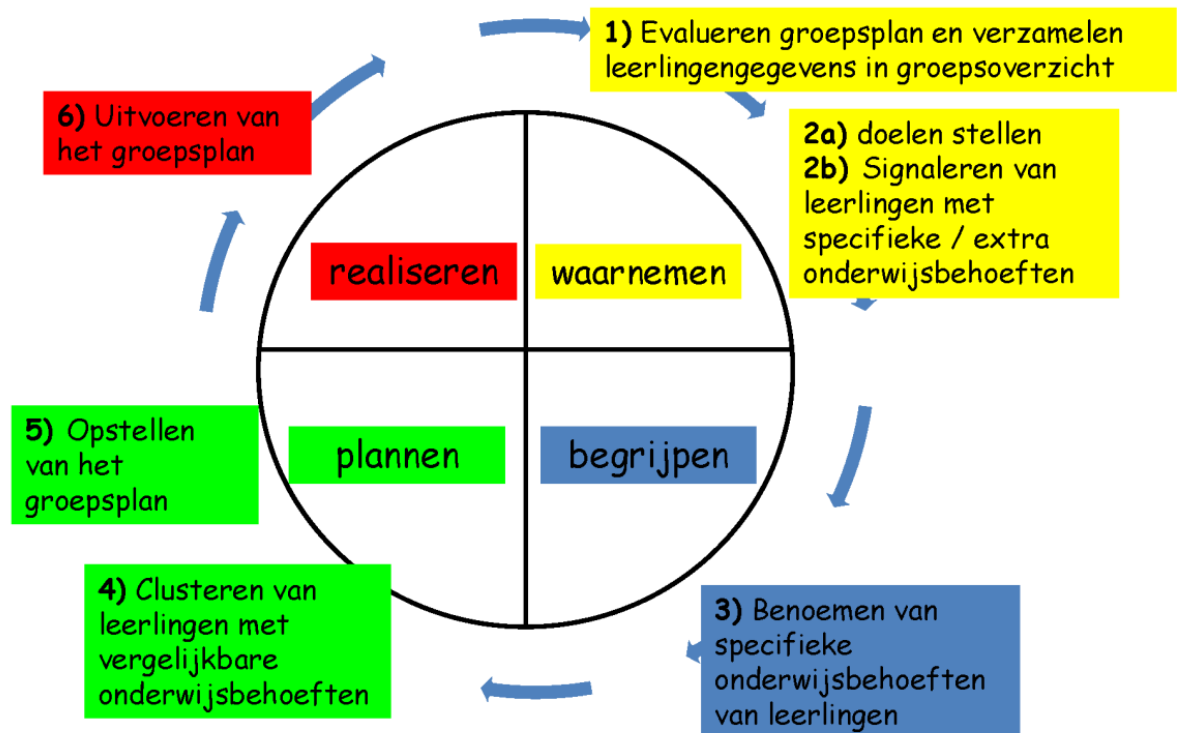 1) Evalueren groepsplan en verzamelen
leerlingengegevens in groepsoverzicht
2a) doelen stellen
2b) Signaleren van
leerlingen met
specifieke / extra
onderwijsbehoeften
3) Benoemen van
specifieke
onderwijsbehoeften
van leerlingen
4) Clusteren van
leerlingen met
vergelijkbare
onderwijsbehoeften
5) Opstellen
van het
groepsplan
6) Uitvoeren van
het groepsplan
realiseren
waarnemen
plannen
begrijpen